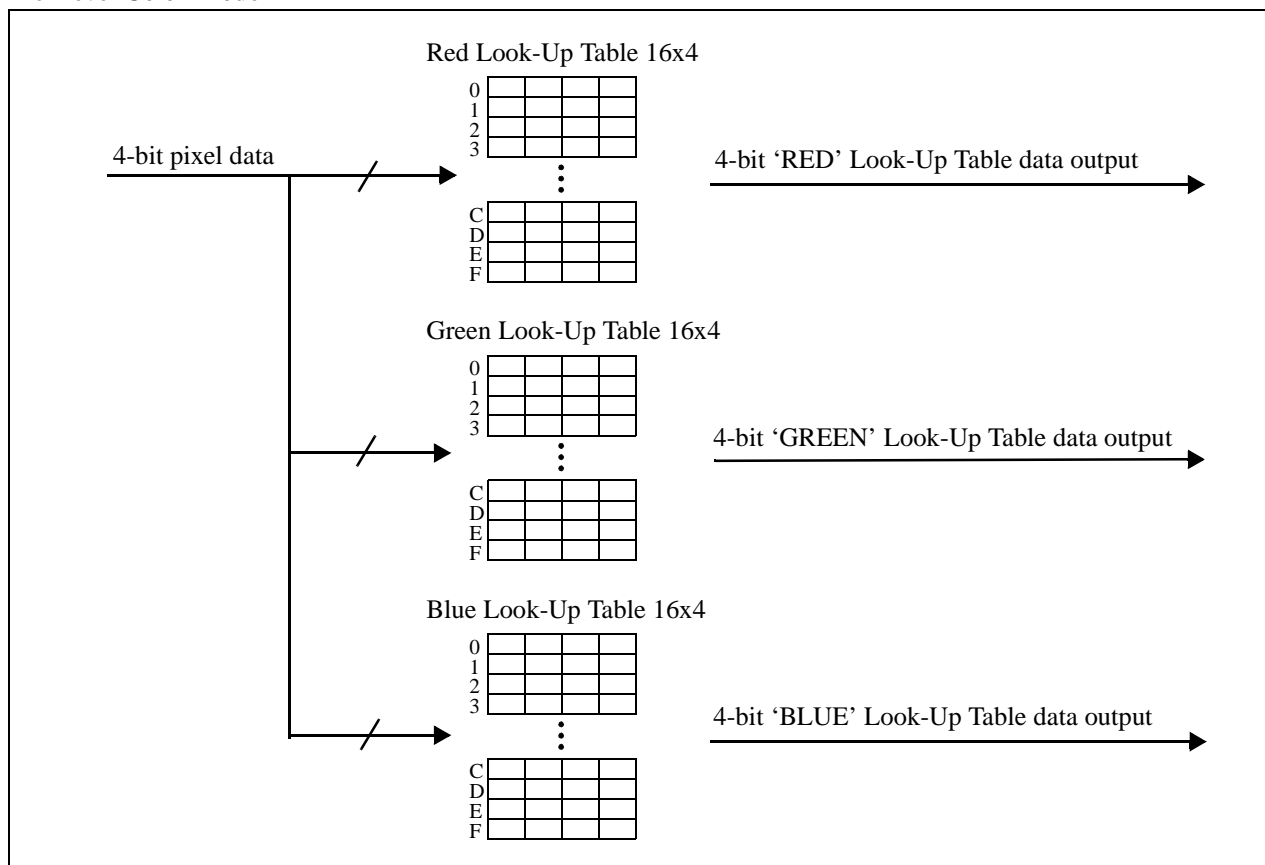 Red Look-Up Table 16x4
0
1
2
3
4-bit pixel data
4-bit ‘RED’ Look-Up Table data output
C
D
E
F
Green Look-Up Table 16x4
0
1
2
3
4-bit ‘GREEN’ Look-Up Table data output
C
D
E
F
Blue Look-Up Table 16x4
0
1
2
3
4-bit ‘BLUE’ Look-Up Table data output
C
D
E
F